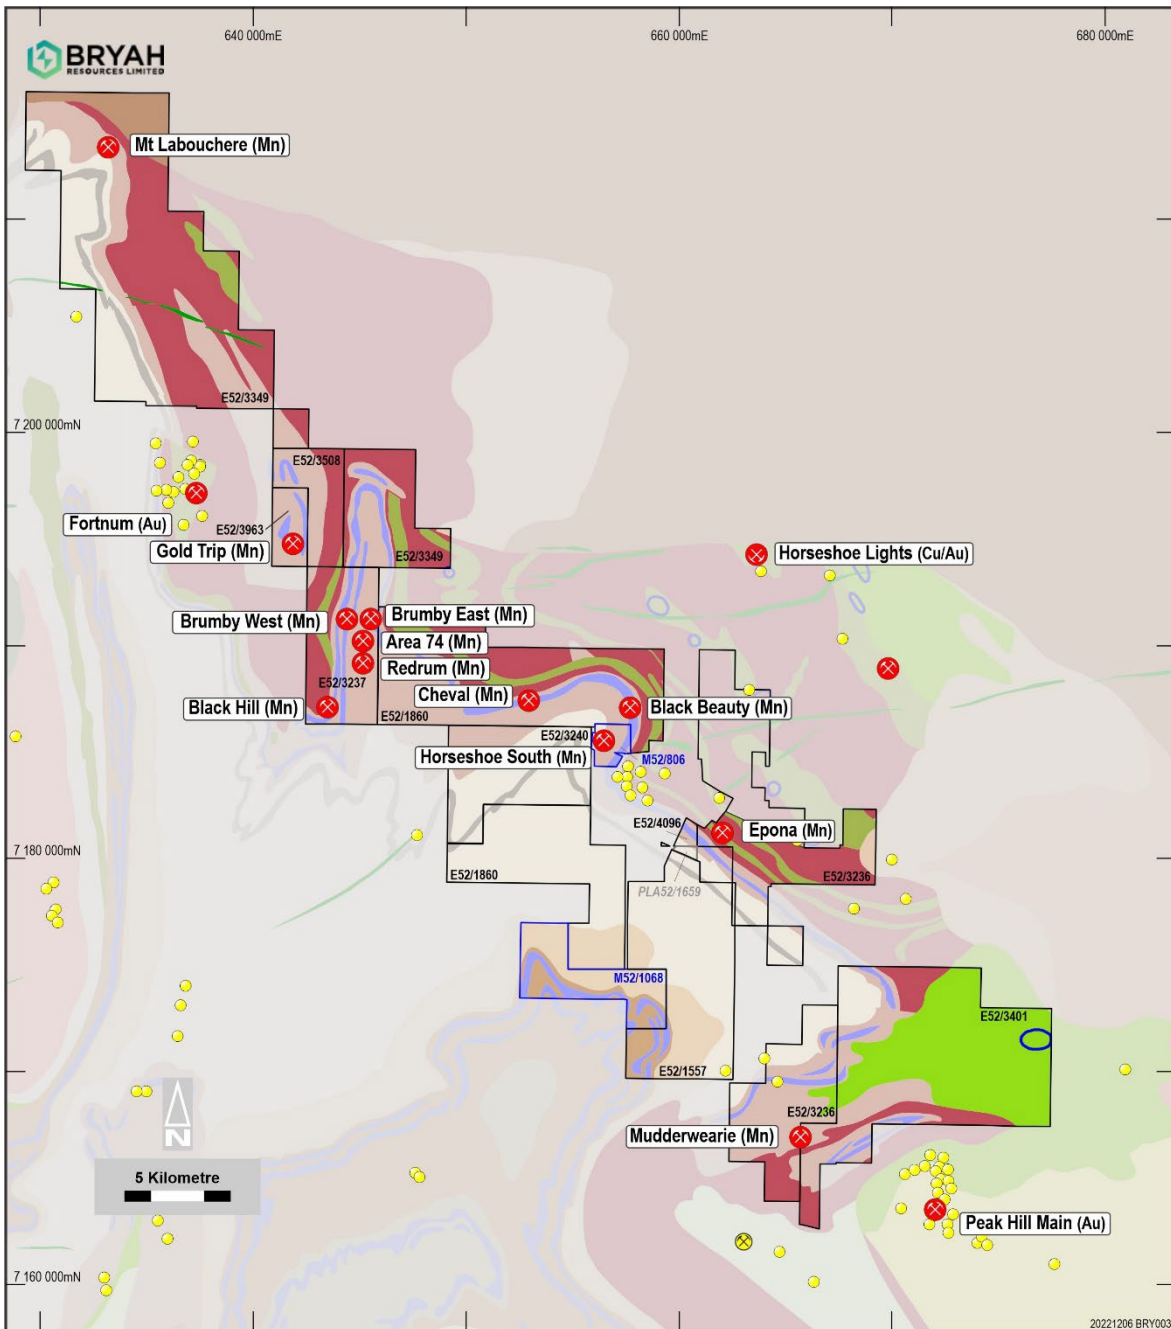 640 000mE
660 000mE
680 000mE
BRYAH
RESOURCES LIMITED
Mt Labouchere (Mn)
E52/3349
7 200 000mN
E52/3508
Fortnum (Au)
E52/3963
Gold Trip (Mn)
E52/3349
Horseshoe Lights (Cu/Au)
Brumby West (Mn)
Brumby East (Mn)
Area 74 (Mn)
Redrum (Mn)
E52/3237
Cheval (Mn)
Black Hill (Mn)
Black Beauty (Mn)
E52/1860
E52/3240
Horseshoe South (Mn)
M52/806
E52/4096
Epona (Mn)
7 180 000mN
E52/1860
PLA52/1659
E52/3236
M52/1068
E52/3401
E52/1557
E52/3236
Mudderwearie (Mn)
N
5 Kilometre
Peak Hill Main (Au)
7 160 000mN
20221206 BRY003